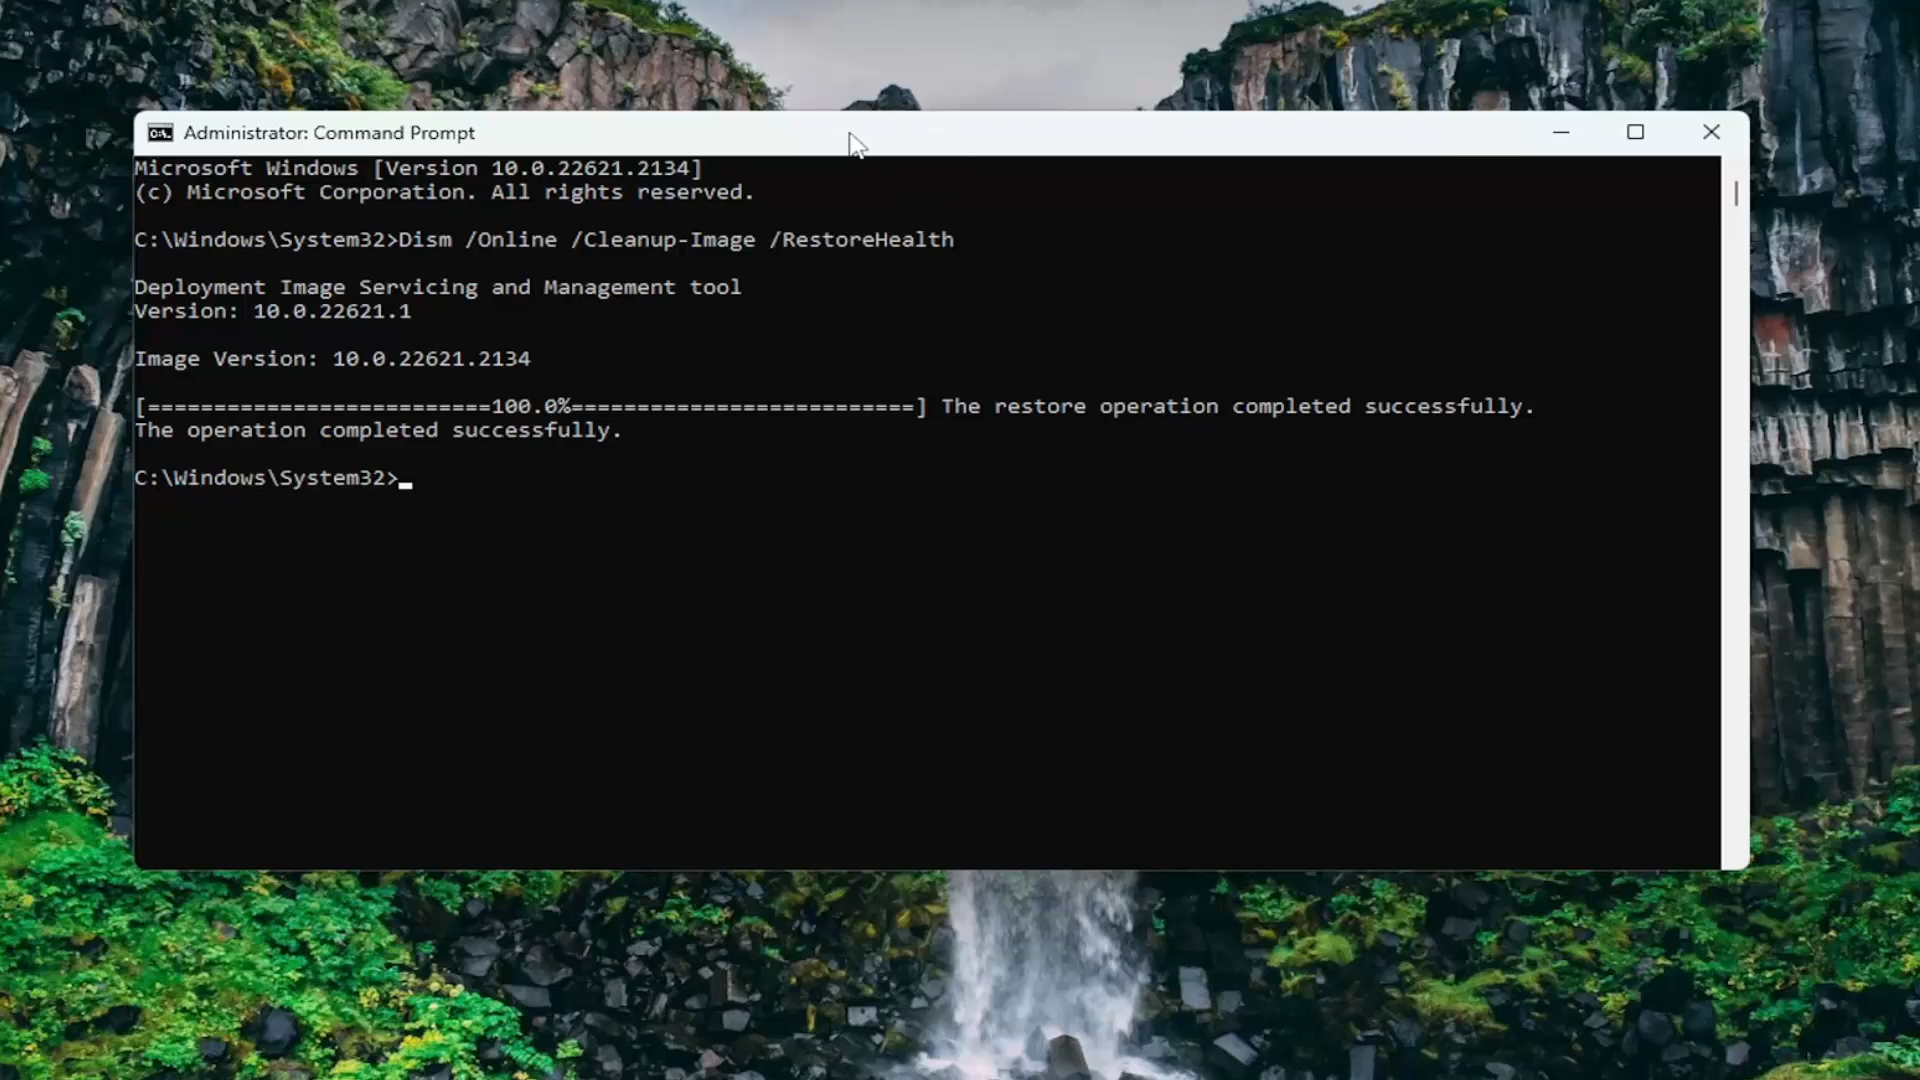 Administrator: Command Prompt
Microsoft Windows [Version 10.0.22621.2134]
(c) Microsoft Corporation. All rights reserved.
C:\Windows\System32>Dism /Online /Cleanup-Image /RestoreHealth
Deployment Image Servicing and Management tool
Version: 10.0.22621.1
Image Version: 10.0.22621.2134
[==========================100.0%==========================] The restore operation completed successfully.
The operation completed successfully.
C:\Windows\System32>